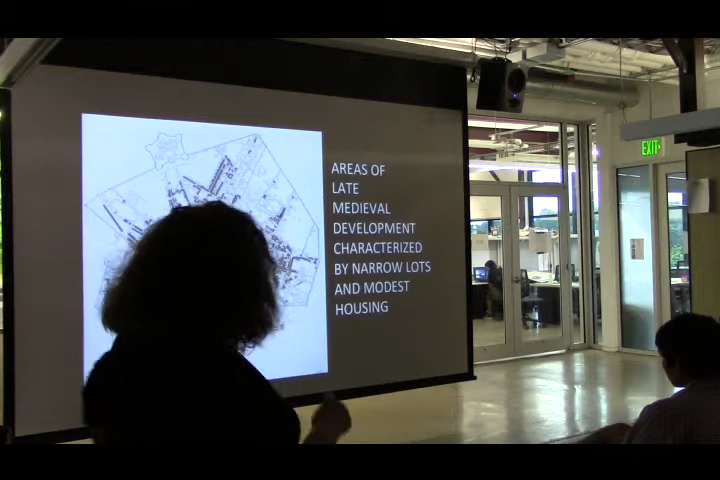 AREAS OF
LATE
MEDIEVAL
DEVELOPMENT
CHARACTERIZED
BY NARROW LOTS
AND MODEST
HOUSING
EXIT